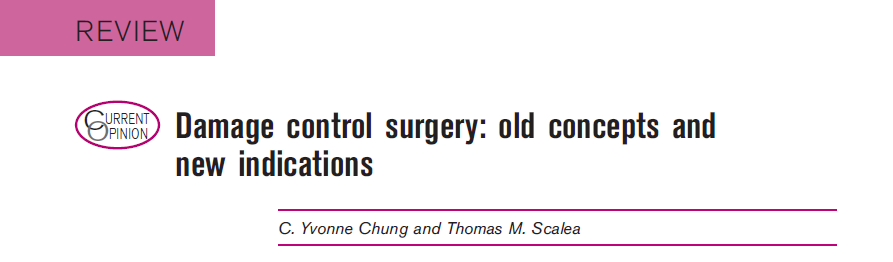 REVIEW
CURRENT
OPINION
Damage control surgery: old concepts and
new indications
C. Yvonne Chung and Thomas M. Scalea